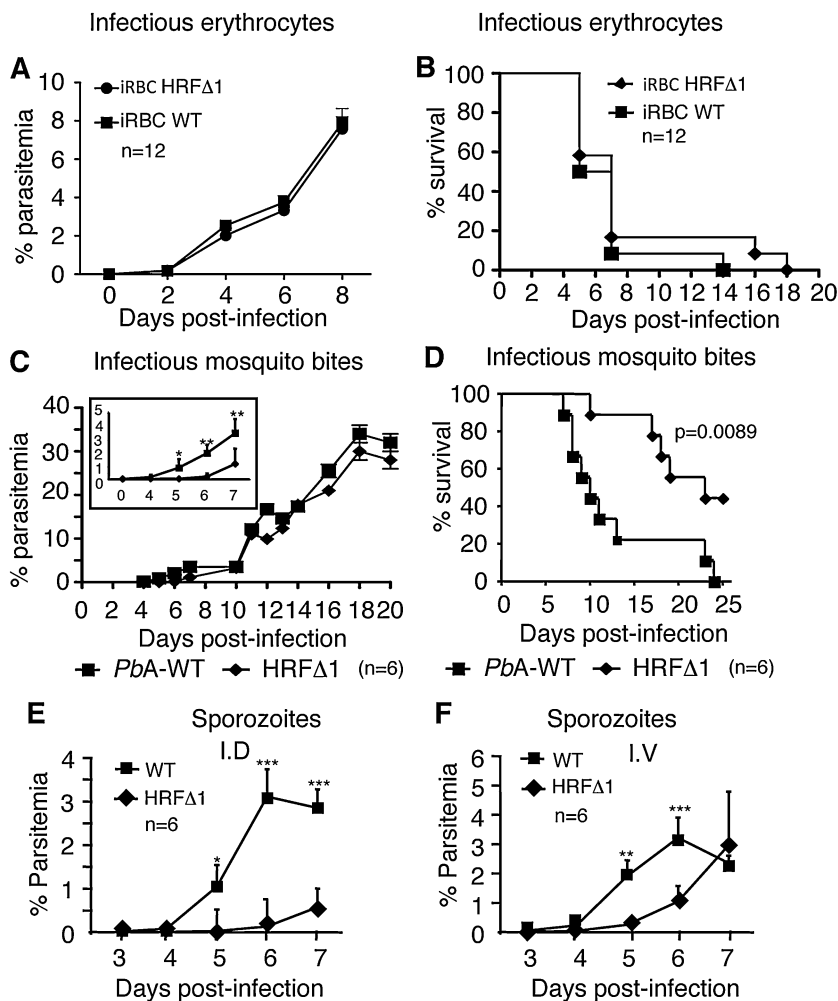 Infectious erythrocytes
A
10
8
6
4
2
0
% parasitemia
iRBC HRFΔ1
iRBC WT
n=12
0 2 4 6 8
Days post-infection
Infectious erythrocytes
B
100
80
60
40
20
0
% survival
iRBC HRFΔ1
iRBC WT
n=12
0 2 4 6 8 10 12 14 16 18 20
Days post-infection
Infectious mosquito bites
C
40
30
20
10
0
% parasitemia
5
4
3
2
1
0
* ** **
0 4 5 6 7
0 2 4 6 8 10 12 14 16 18 20
Days post-infection
PbA-WT HRFΔ1 (n=6)
Infectious mosquito bites
D
100
80
60
40
20
0
% survival
p=0.0089
0 5 10 15 20 25
Days post-infection
PbA-WT HRFΔ1 (n=6)
E
Sporozoites
I.D
4
3
2
1
0
% Parsitemia
WT
HRFΔ1
n=6
* *** ***
3 4 5 6 7
Days post-infection
F
Sporozoites
I.V
6
5
4
3
2
1
0
% Parsitemia
WT
HRFΔ1
n=6
** ***
3 4 5 6 7
Days post-infection